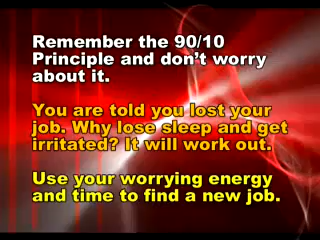 Remember the 90/10
Principle and don't worry
about it.
You are told you lost your
job. Why lose sleep and get
irritated? It will work out.
Use your worrying energy
and time to find a new job.